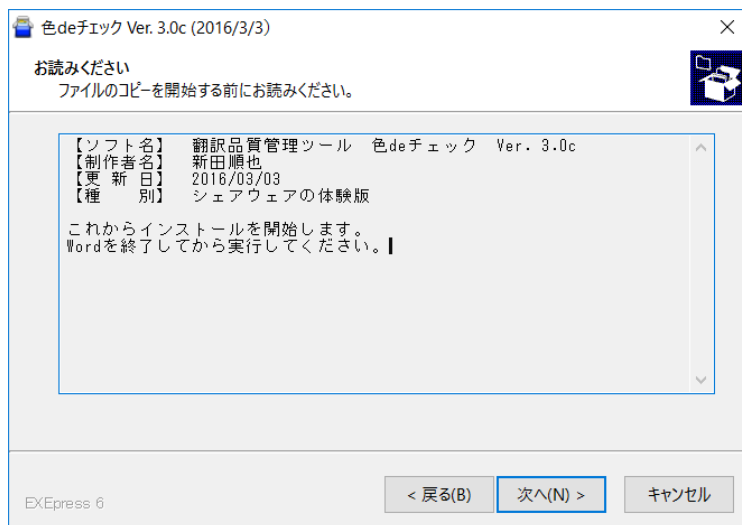 色deチェック Ver. 3.0c (2016/3/3)
お読みください
ファイルのコピーを開始する前にお読みください。
【ソフト名】 翻訳品質管理ツール 色deチェック Ver. 3.0c
【制作者名】 新田順也
【更 新 日】 2016/03/03
【種　　別】 シェアウェアの体験版
これからインストールを開始します。
Wordを終了してから実行してください。
EXEpress 6
< 戻る(B)
次へ(N) >
キャンセル